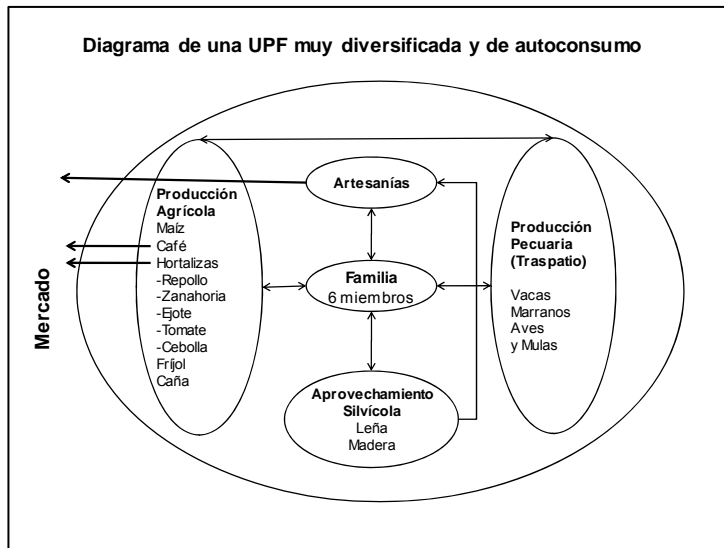 Diagrama de una UPF muy diversificada y de autoconsumo
Mercado
Producción
Agrícola
Maíz
Café
Hortalizas
-Repollo
-Zanahoria
-Ejote
-Tomate
-Cebolla
Fríjol
Caña
Artesanías
Familia
6 miembros
Aprovechamiento
Silvícola
Leña
Madera
Producción
Pecuaria
(Traspatio)
Vacas
Marranos
Aves
y Mulas